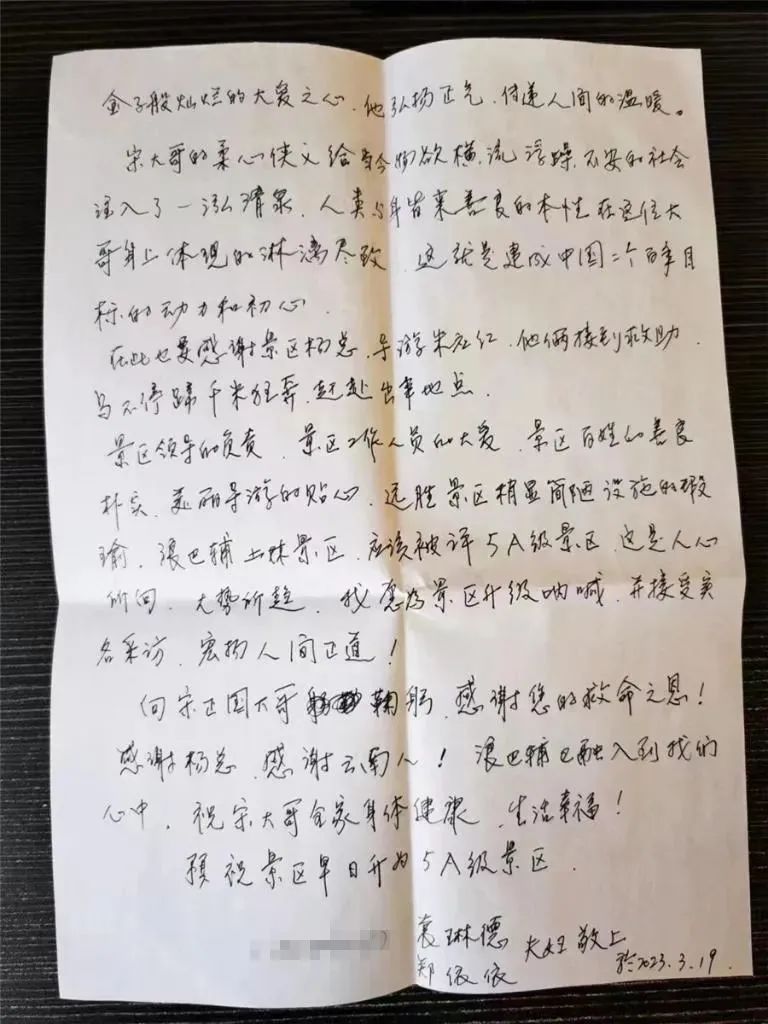 金子般灿烂的大爱之心,他弘扬正气,传递人间的温暖。
宋大哥的柔心侠义给当今物欲横流浮躁不安的社会
注入了一泓清泉,人类与身皆来善良的本性在这位大
哥身上体现的淋漓尽致,这就是建成中国二个百年目
标的动力和初心.
在此也要感谢景区杨总,导游朱红红,他俩接到救助,
马不停蹄千米狂奔,赶赴出事地点.
景区领导的负责,景区工作人员的大爱,景区百姓的善良
朴实,美丽导游的贴心,远胜景区稍显简陋设施的瑕
瑜,浪巴铺土林景区,应该被评5A级景区,这是人心
所向,大势所趋,我愿为景区升级呐喊,并接受实
名采访,宏扬人间正道!
向宋正国大哥鞠躬,感谢您的救命之恩!
感谢杨总,感谢云南人!浪巴铺已融入到我们
心中,祝宋大哥全家身体健康,生活幸福!
预祝景区早日升为5A级景区.
袁琳德
郑依依 夫妇敬上
于2023.3.19.